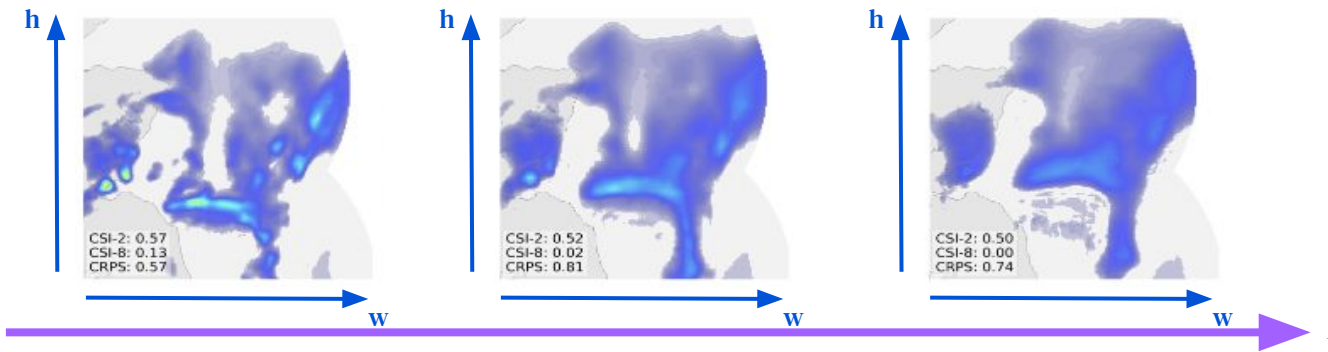 h
CSI-2: 0.57
CSI-8: 0.13
CRPS: 0.57
w
h
CSI-2: 0.52
CSI-8: 0.02
CRPS: 0.81
w
h
CSI-2: 0.50
CSI-8: 0.00
CRPS: 0.74
w